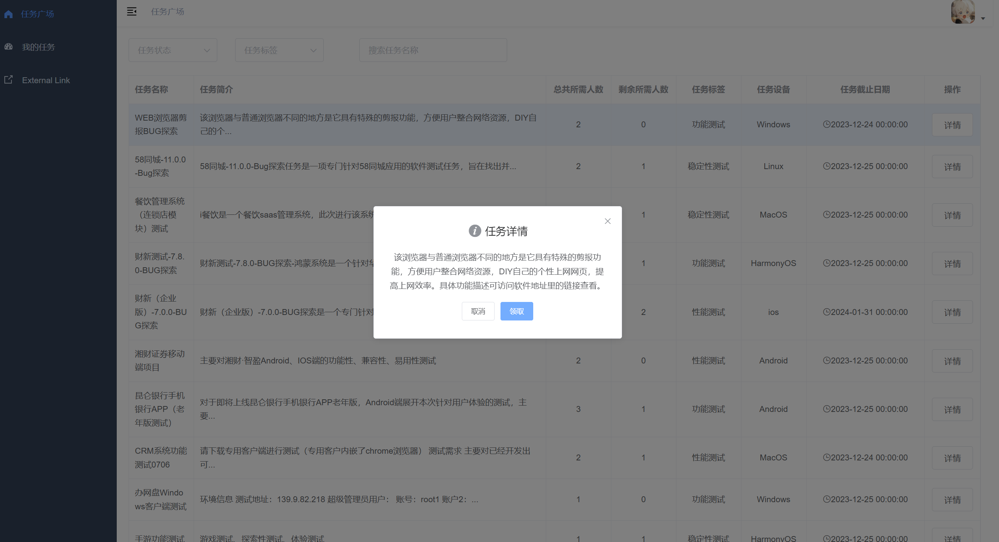 任务广场
我的任务
External Link
任务广场
任务状态
任务标签
搜索任务名称
任务名称 任务简介 总共所需人数 剩余所需人数 任务标签 任务设备 任务截止日期 操作
WEB浏览器剪
报BUG探索
该浏览器与普通浏览器不同的地方是它具有特殊的剪报功能，方便用户整合网络资源，DIY自
己的个...
2 0 功能测试 Windows 2023-12-24 00:00:00 详情
58同城-11.0.0
-Bug探索
58同城-11.0.0-Bug探索任务是一项专门针对58同城应用的软件测试任务，旨在找出并...
2 1 稳定性测试 Linux 2023-12-25 00:00:00 详情
餐饮管理系统
（连锁店模
块）测试
i餐饮是一个餐饮saas管理系统，此次进行该系统
1 稳定性测试 MacOS 2023-12-25 00:00:00 详情
财新测试-7.8.
0-BUG探索
财新测试-7.8.0-BUG探索-鸿蒙系统是一个针对华
1 功能测试 HarmonyOS 2023-12-25 00:00:00 详情
财新（企业
版）-7.0.0-BU
G探索
财新（企业版）-7.0.0-BUG探索是一个专门针对
2 性能测试 ios 2024-01-31 00:00:00 详情
湘财证券移动
端项目
主要对湘财·智盈Android、IOS端的功能性、兼容性、易用性测试
2 0 性能测试 Android 2023-12-25 00:00:00 详情
昆仑银行手机
银行APP（老
年版测试）
对于即将上线昆仑银行手机银行APP老年版，Android端展开本次针对用户体验的测试，主
要...
3 1 功能测试 Android 2023-12-25 00:00:00 详情
CRM系统功能
测试0706
请下载专用客户端进行测试（专用客户内嵌了chrome浏览器） 测试需求 主要对已经开发出
可...
2 1 性能测试 MacOS 2023-12-24 00:00:00 详情
办网盘Windo
ws客户端测试
环境信息 测试地址：139.9.82.218 超级管理员用户： 账号：root1 账户2：...
1 0 功能测试 Windows 2023-12-25 00:00:00 详情
手游功能测试 游戏测试、探索性测试、体验测试 1 1 稳定性测试 HarmonyOS 2023-12-25 00:00:00 详情
任务详情
该浏览器与普通浏览器不同的地方是它具有特殊的剪报功
能，方便用户整合网络资源，DIY自己的个性上网网页，提
高上网效率。具体功能描述可访问软件地址里的链接查看。
取消 领取